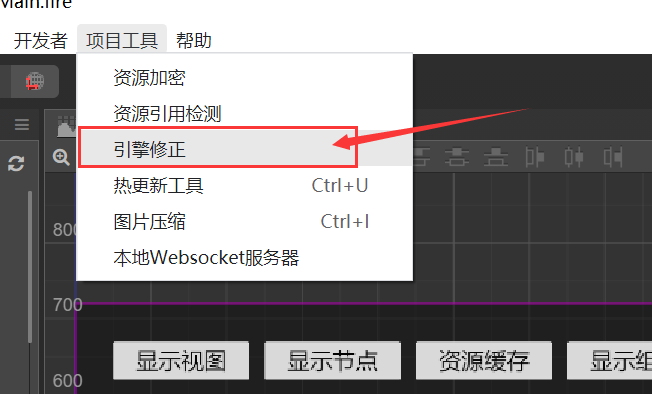 Main.fire
开发者 项目工具 帮助
资源加密
资源引用检测
引擎修正
热更新工具 Ctrl+U
图片压缩 Ctrl+I
本地Websocket服务器
800
700
显示视图 显示节点 资源缓存 显示组
600